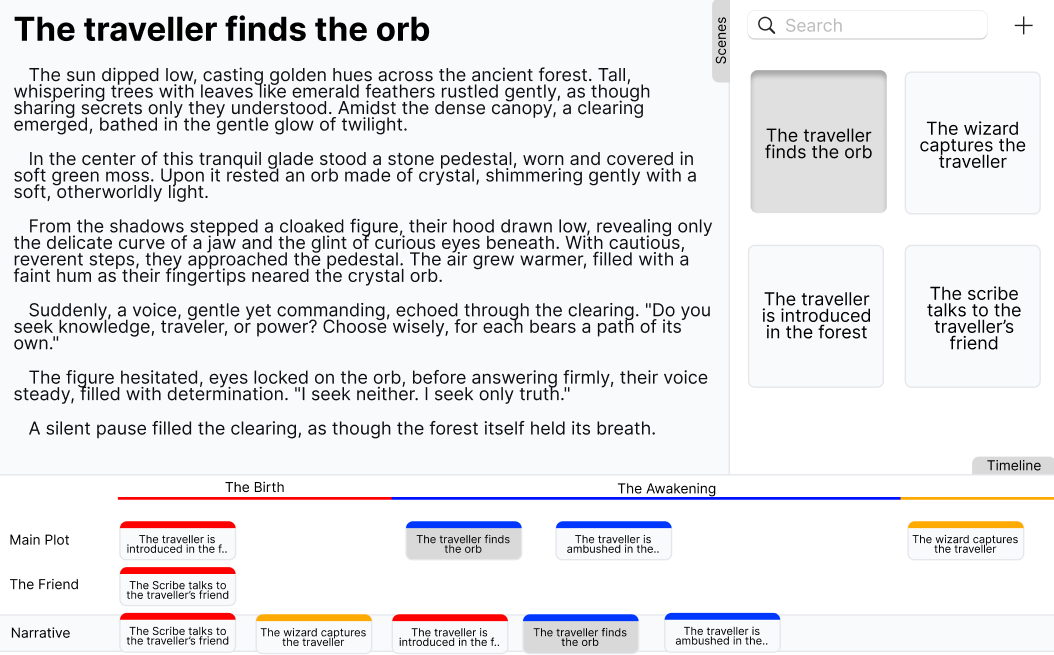 The traveller finds the orb
The sun dipped low, casting golden hues across the ancient forest. Tall,
whispering trees with leaves like emerald feathers rustled gently, as though
sharing secrets only they understood. Amidst the dense canopy, a clearing
emerged, bathed in the gentle glow of twilight.
In the center of this tranquil glade stood a stone pedestal, worn and covered in
soft green moss. Upon it rested an orb made of crystal, shimmering gently with a
soft, otherworldly light.
From the shadows stepped a cloaked figure, their hood drawn low, revealing only
the delicate curve of a jaw and the glint of curious eyes beneath. With cautious,
reverent steps, they approached the pedestal. The air grew warmer, filled with a
faint hum as their fingertips neared the crystal orb.
Suddenly, a voice, gentle yet commanding, echoed through the clearing. "Do you
seek knowledge, traveler, or power? Choose wisely, for each bears a path of its
own."
The figure hesitated, eyes locked on the orb, before answering firmly, their voice
steady, filled with determination. "I seek neither. I seek only truth."
A silent pause filled the clearing, as though the forest itself held its breath.
Scenes
Search
The traveller
finds the orb
The wizard
captures the
traveller
The traveller
is introduced
in the forest
The scribe
talks to the
traveller’s
friend
Timeline
The Birth
The Awakening
Main Plot
The traveller is
introduced in the f..
The traveller finds
the orb
The traveller is
ambushed in the..
The wizard captures
the traveller
The Friend
The Scribe talks to
the traveller’s friend
Narrative
The Scribe talks to
the traveller’s friend
The wizard captures
the traveller
The traveller is
introduced in the f..
The traveller finds
the orb
The traveller is
ambushed in the..